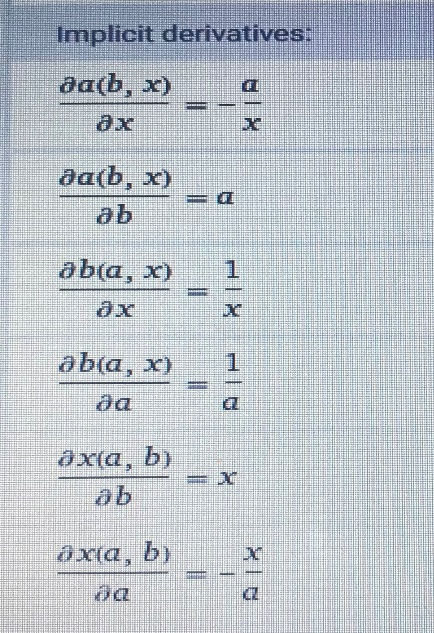 Implicit derivatives:
∂a(b, x)/∂x = -a/x
∂a(b, x)/∂b = a
∂b(a, x)/∂x = 1/x
∂b(a, x)/∂a = 1/a
∂x(a, b)/∂b = x
∂x(a, b)/∂a = -x/a